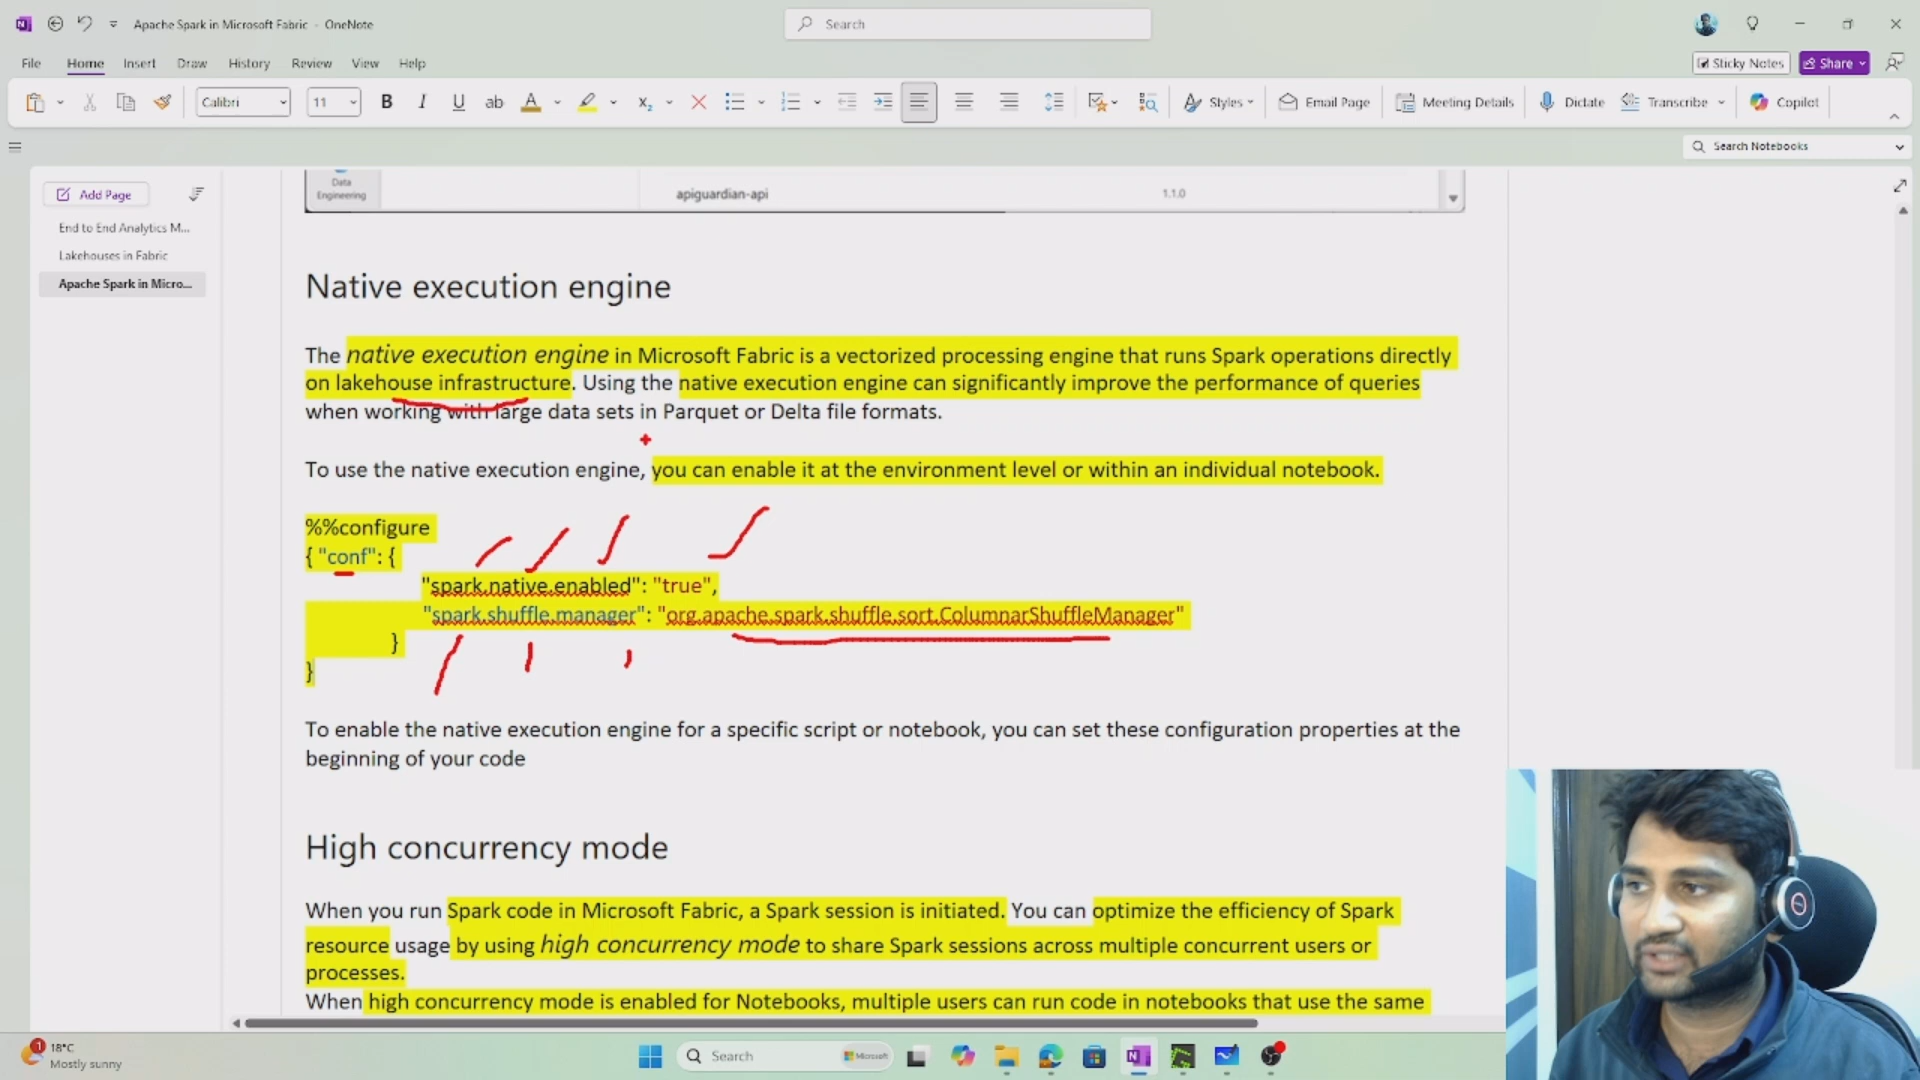 Apache Spark in Microsoft Fabric - OneNote
Search
File Home Insert Draw History Review View Help
Sticky Notes
Share
Calibri
11
B I U ab
Styles
Email Page
Meeting Details
Dictate
Transcribe
Copilot
Search Notebooks
Add Page
End to End Analytics M...
Lakehouses in Fabric
Apache Spark in Micro...
Data
Engineering
apiguardian-api 1.1.0
Native execution engine
The native execution engine in Microsoft Fabric is a vectorized processing engine that runs Spark operations directly
on lakehouse infrastructure. Using the native execution engine can significantly improve the performance of queries
when working with large data sets in Parquet or Delta file formats.
To use the native execution engine, you can enable it at the environment level or within an individual notebook.
%%configure
{ "conf": {
"spark.native.enabled": "true",
"spark.shuffle.manager": "org.apache.spark.shuffle.sort.ColumnarShuffleManager"
}
}
To enable the native execution engine for a specific script or notebook, you can set these configuration properties at the
beginning of your code
High concurrency mode
When you run Spark code in Microsoft Fabric, a Spark session is initiated. You can optimize the efficiency of Spark
resource usage by using high concurrency mode to share Spark sessions across multiple concurrent users or
processes.
When high concurrency mode is enabled for Notebooks, multiple users can run code in notebooks that use the same
1
18°C
Mostly sunny
Search
Microsoft